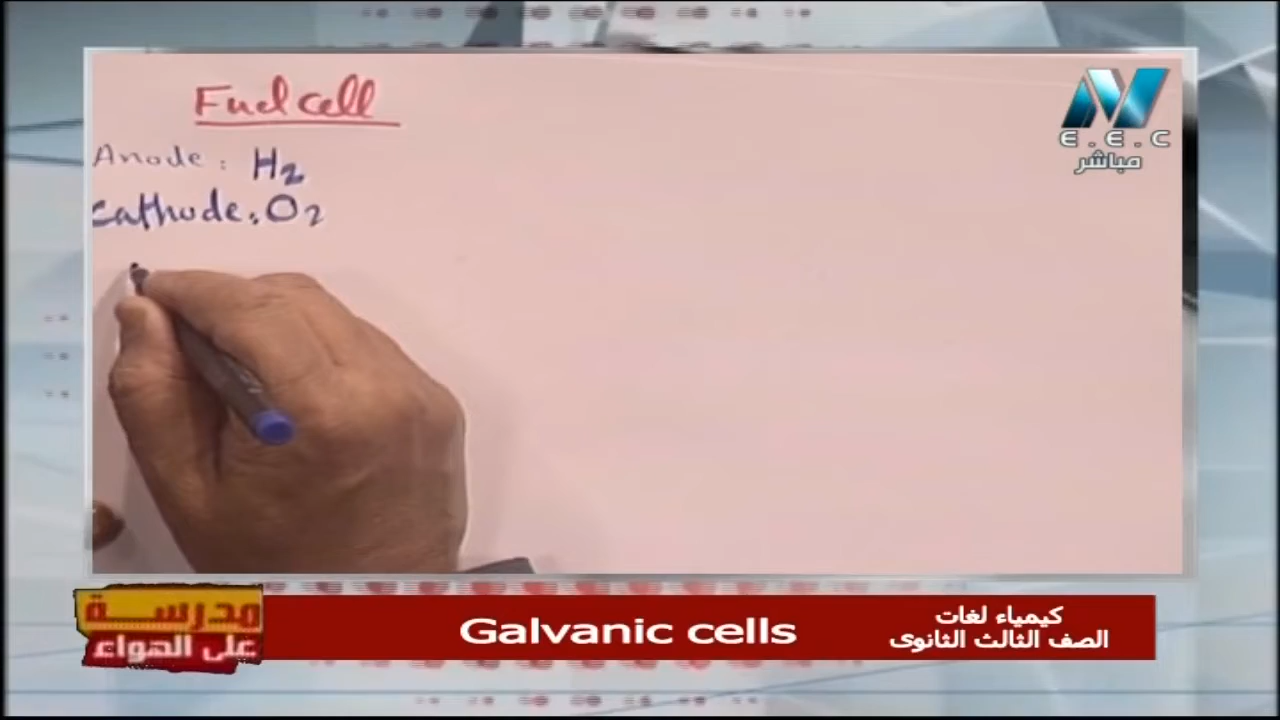 Fuel cell
Anode : H2
Cathode : O2
E.E.C
مباشر
مدرسة
على الهواء
Galvanic cells
كيمياء لغات
الصف الثالث الثانوى